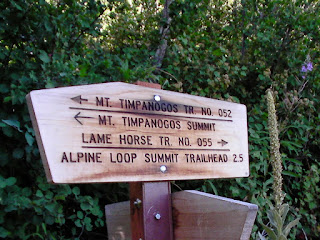 ← MT. TIMPANOGOS TR. NO. 052
← MT. TIMPANOGOS SUMMIT
LAME HORSE TR. NO. 055 →
ALPINE LOOP SUMMIT TRAILHEAD 2.5